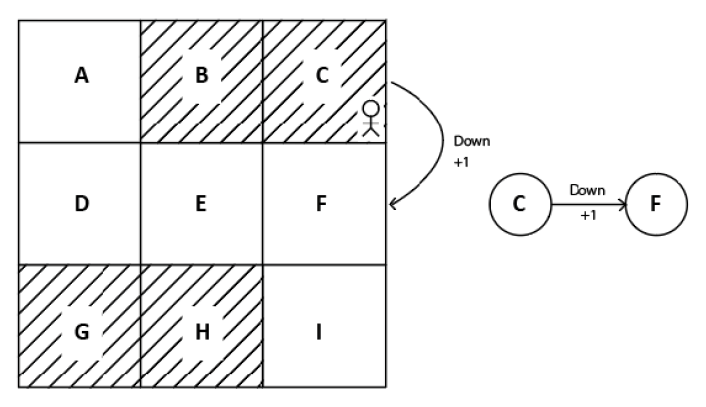 A B C
Down
+1
D E F
C Down F
+1
G H I